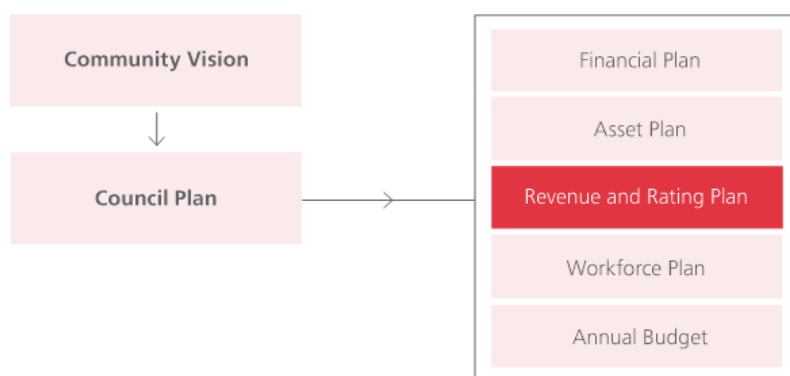 Community Vision
Council Plan
Financial Plan
Asset Plan
Revenue and Rating Plan
Workforce Plan
Annual Budget